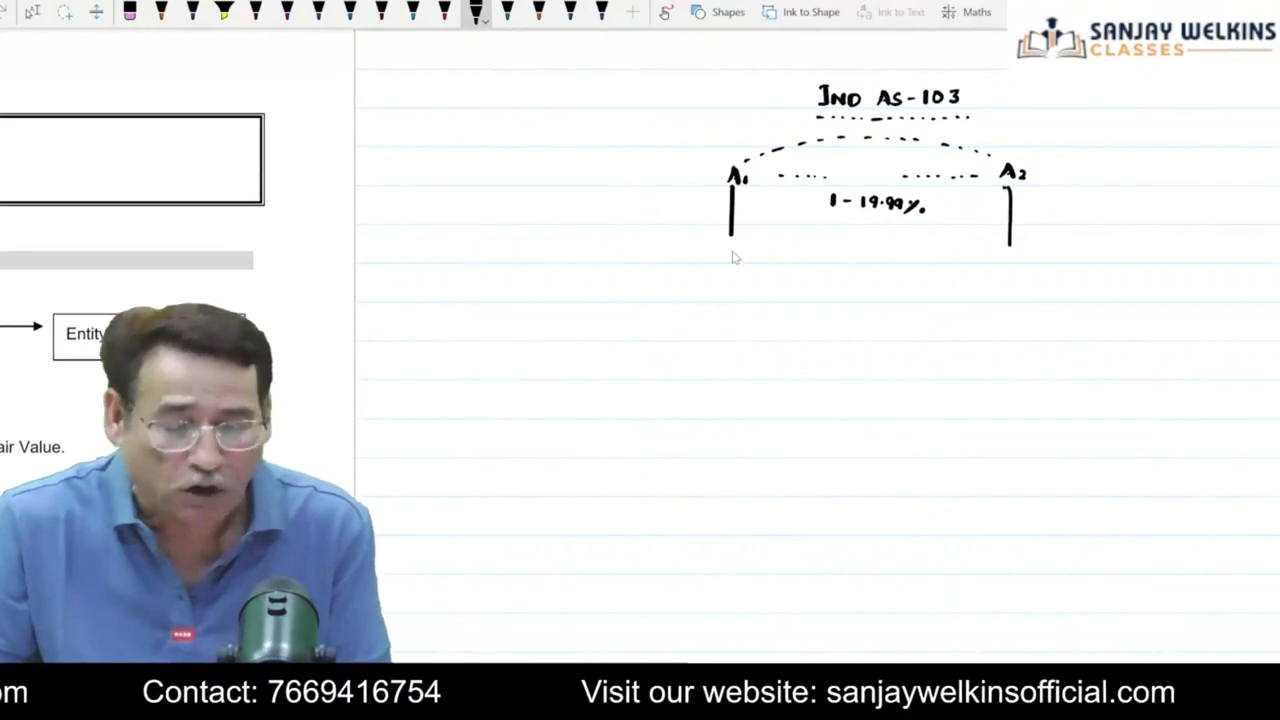 Shapes
Ink to Shape
Ink to Text
Maths
SANJAY WELKINS
CLASSES
IND AS-103
A1
A2
1 - 19.99%
Entity
air Value.
om
Contact: 7669416754
Visit our website: sanjaywelkinsofficial.com